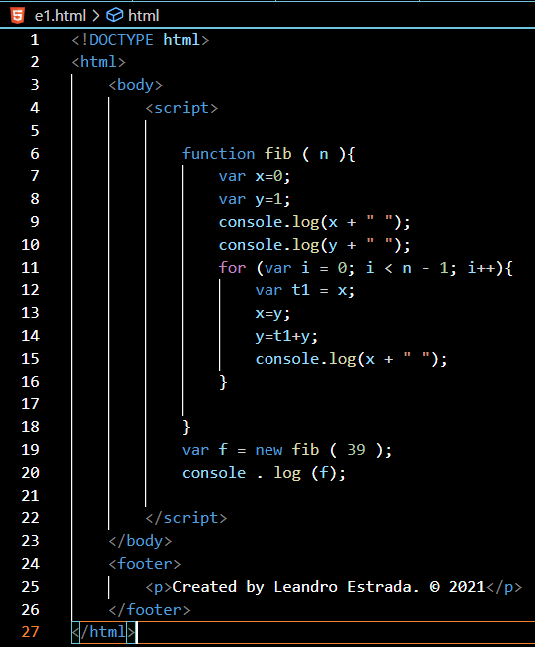 e1.html > html
1 <!DOCTYPE html>
2 <html>
3 <body>
4 <script>
5
6 function fib ( n ){
7 var x=0;
8 var y=1;
9 console.log(x + " ");
10 console.log(y + " ");
11 for (var i = 0; i < n - 1; i++){
12 var t1 = x;
13 x=y;
14 y=t1+y;
15 console.log(x + " ");
16 }
17
18 }
19 var f = new fib ( 39 );
20 console . log (f);
21
22 </script>
23 </body>
24 <footer>
25 <p>Created by Leandro Estrada. © 2021</p>
26 </footer>
27 </html>